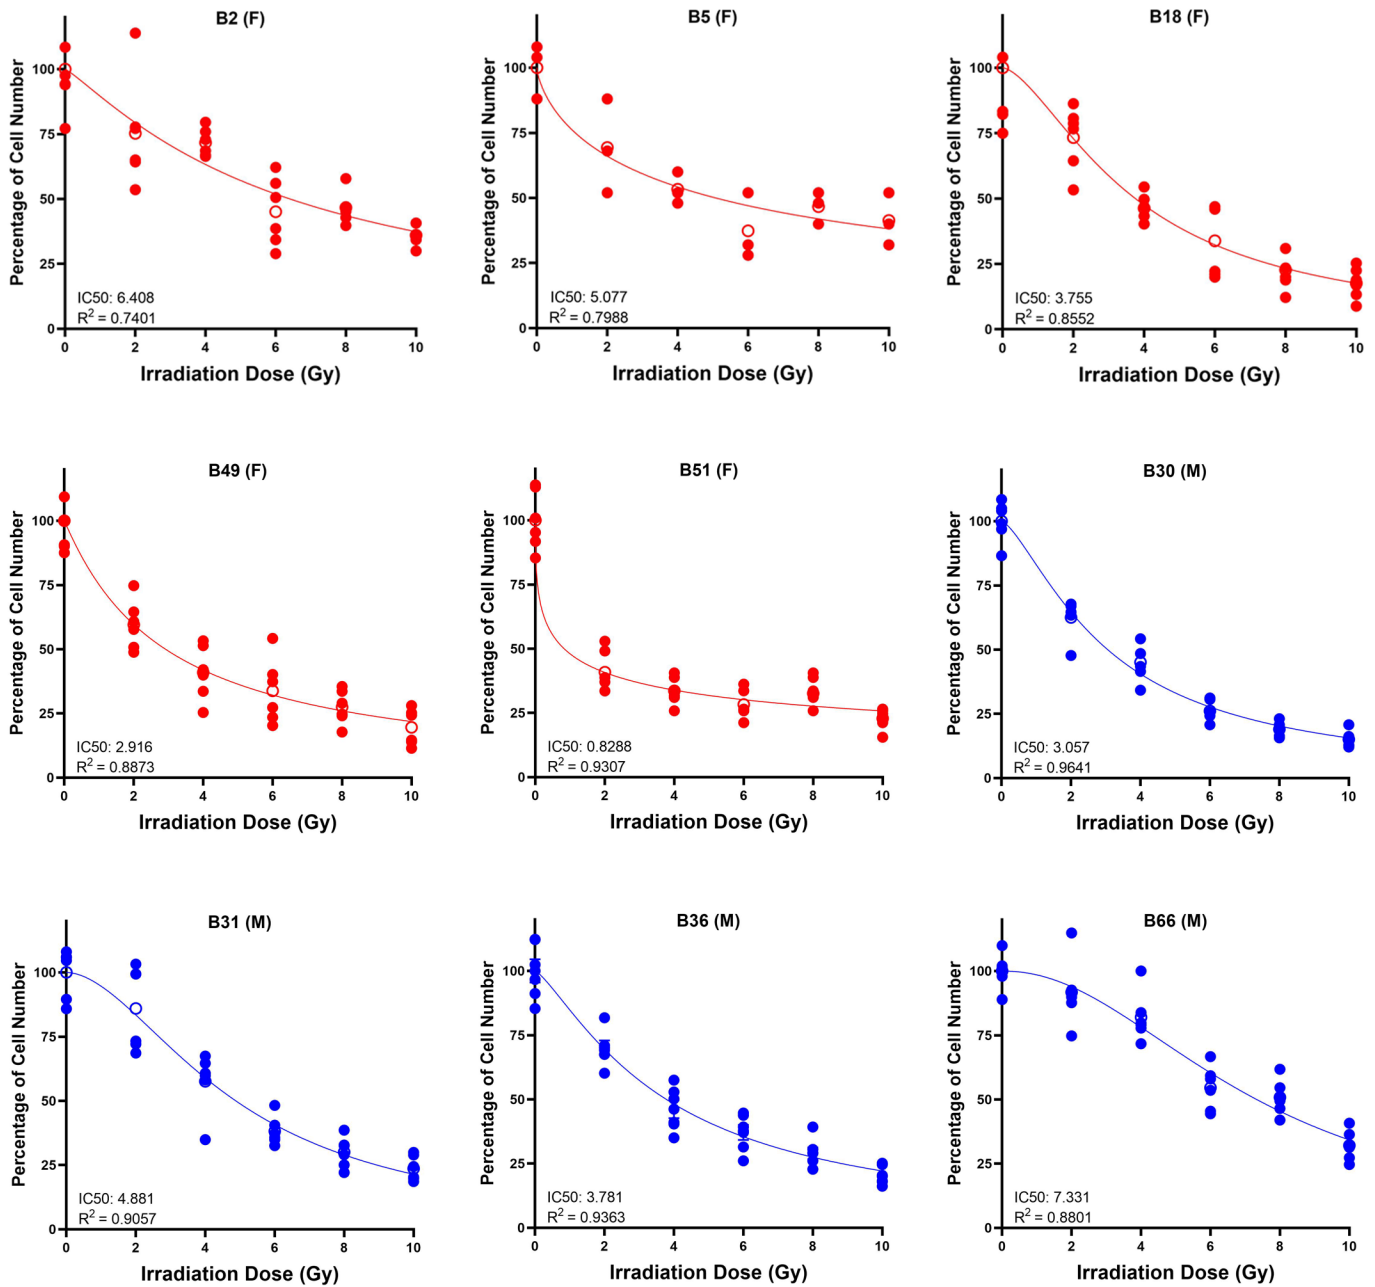 B2 (F)
Percentage of Cell Number
100
75
50
25
0
IC50: 6.408
R² = 0.7401
0 2 4 6 8 10
Irradiation Dose (Gy)
B5 (F)
Percentage of Cell Number
100
75
50
25
0
IC50: 5.077
R² = 0.7988
0 2 4 6 8 10
Irradiation Dose (Gy)
B18 (F)
Percentage of Cell Number
100
75
50
25
0
IC50: 3.755
R² = 0.8552
0 2 4 6 8 10
Irradiation Dose (Gy)
B49 (F)
Percentage of Cell Number
100
75
50
25
0
IC50: 2.916
R² = 0.8873
0 2 4 6 8 10
Irradiation Dose (Gy)
B51 (F)
Percentage of Cell Number
100
75
50
25
0
IC50: 0.8288
R² = 0.9307
0 2 4 6 8 10
Irradiation Dose (Gy)
B30 (M)
Percentage of Cell Number
100
75
50
25
0
IC50: 3.057
R² = 0.9641
0 2 4 6 8 10
Irradiation Dose (Gy)
B31 (M)
Percentage of Cell Number
100
75
50
25
0
IC50: 4.881
R² = 0.9057
0 2 4 6 8 10
Irradiation Dose (Gy)
B36 (M)
Percentage of Cell Number
100
75
50
25
0
IC50: 3.781
R² = 0.9363
0 2 4 6 8 10
Irradiation Dose (Gy)
B66 (M)
Percentage of Cell Number
100
75
50
25
0
IC50: 7.331
R² = 0.8801
0 2 4 6 8 10
Irradiation Dose (Gy)